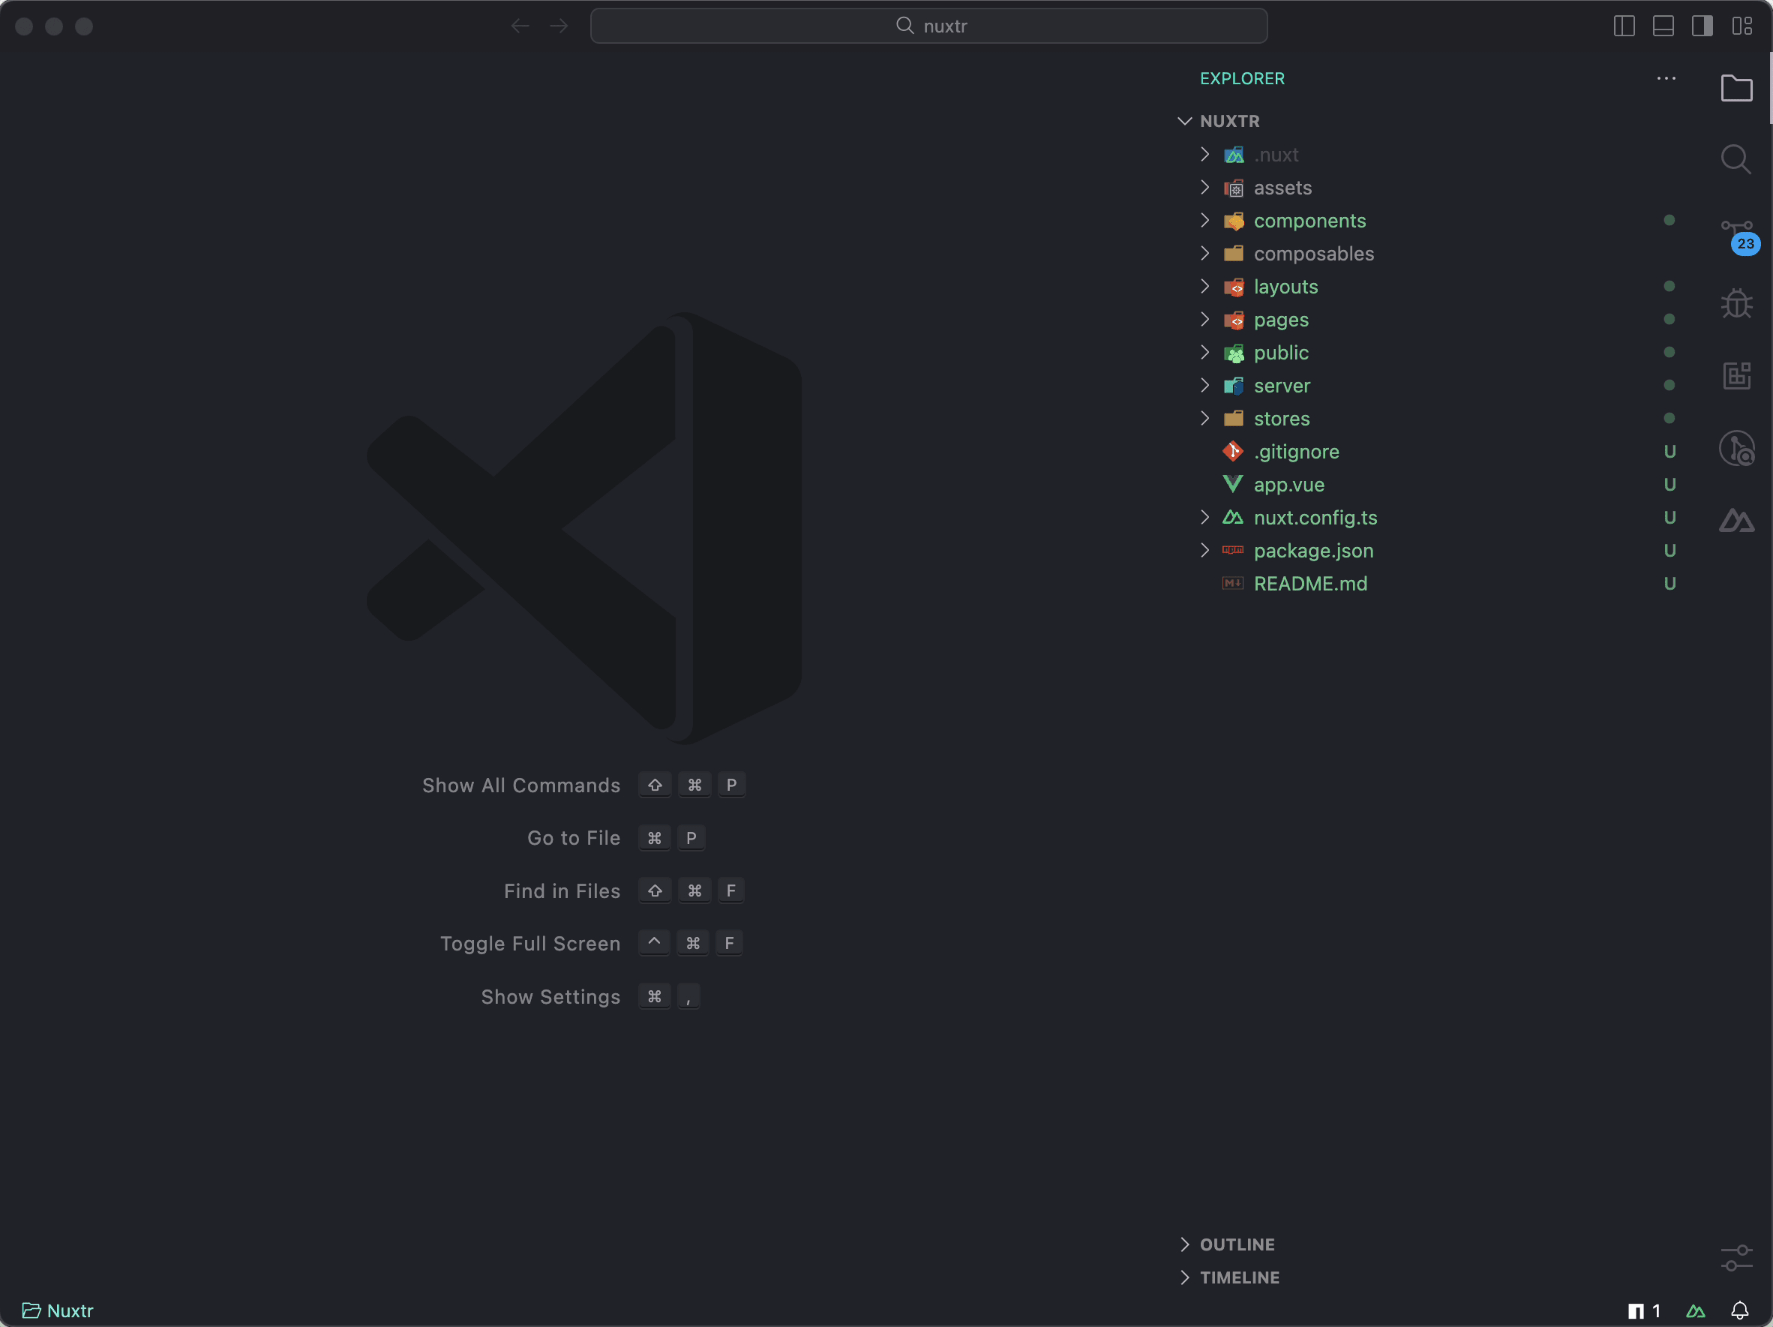 nuxtr
EXPLORER
NUXTR
.nuxt
assets
components
composables
layouts
pages
public
server
stores
.gitignore U
app.vue U
nuxt.config.ts U
package.json U
README.md U
23
Show All Commands ⇧ ⌘ P
Go to File ⌘ P
Find in Files ⇧ ⌘ F
Toggle Full Screen ^ ⌘ F
Show Settings ⌘ ,
OUTLINE
TIMELINE
Nuxtr
1